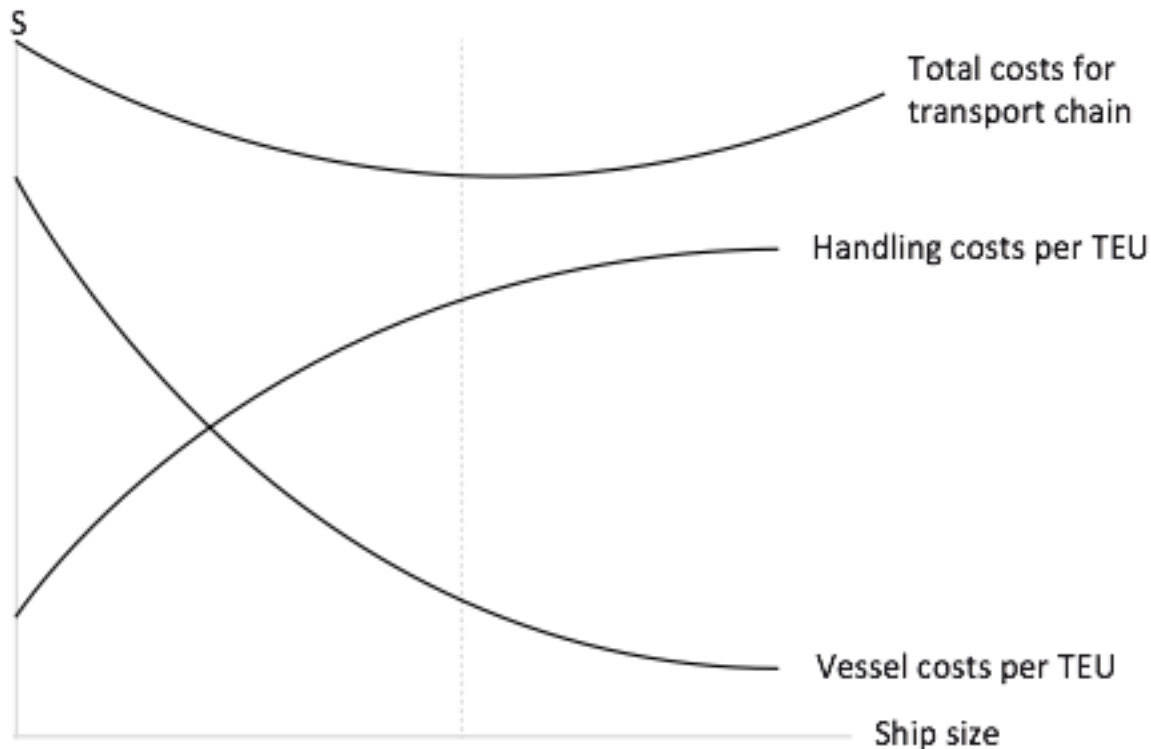 S
Total costs for
transport chain
Handling costs per TEU
Vessel costs per TEU
Ship size